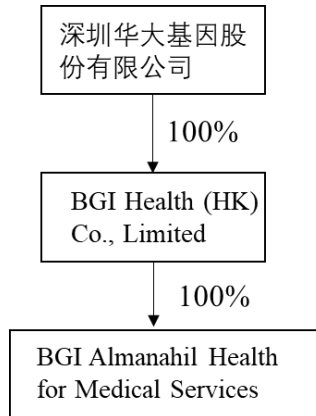 深圳华大基因股
份有限公司
100%
BGI Health (HK)
Co., Limited
100%
BGI Almanahil Health
for Medical Services